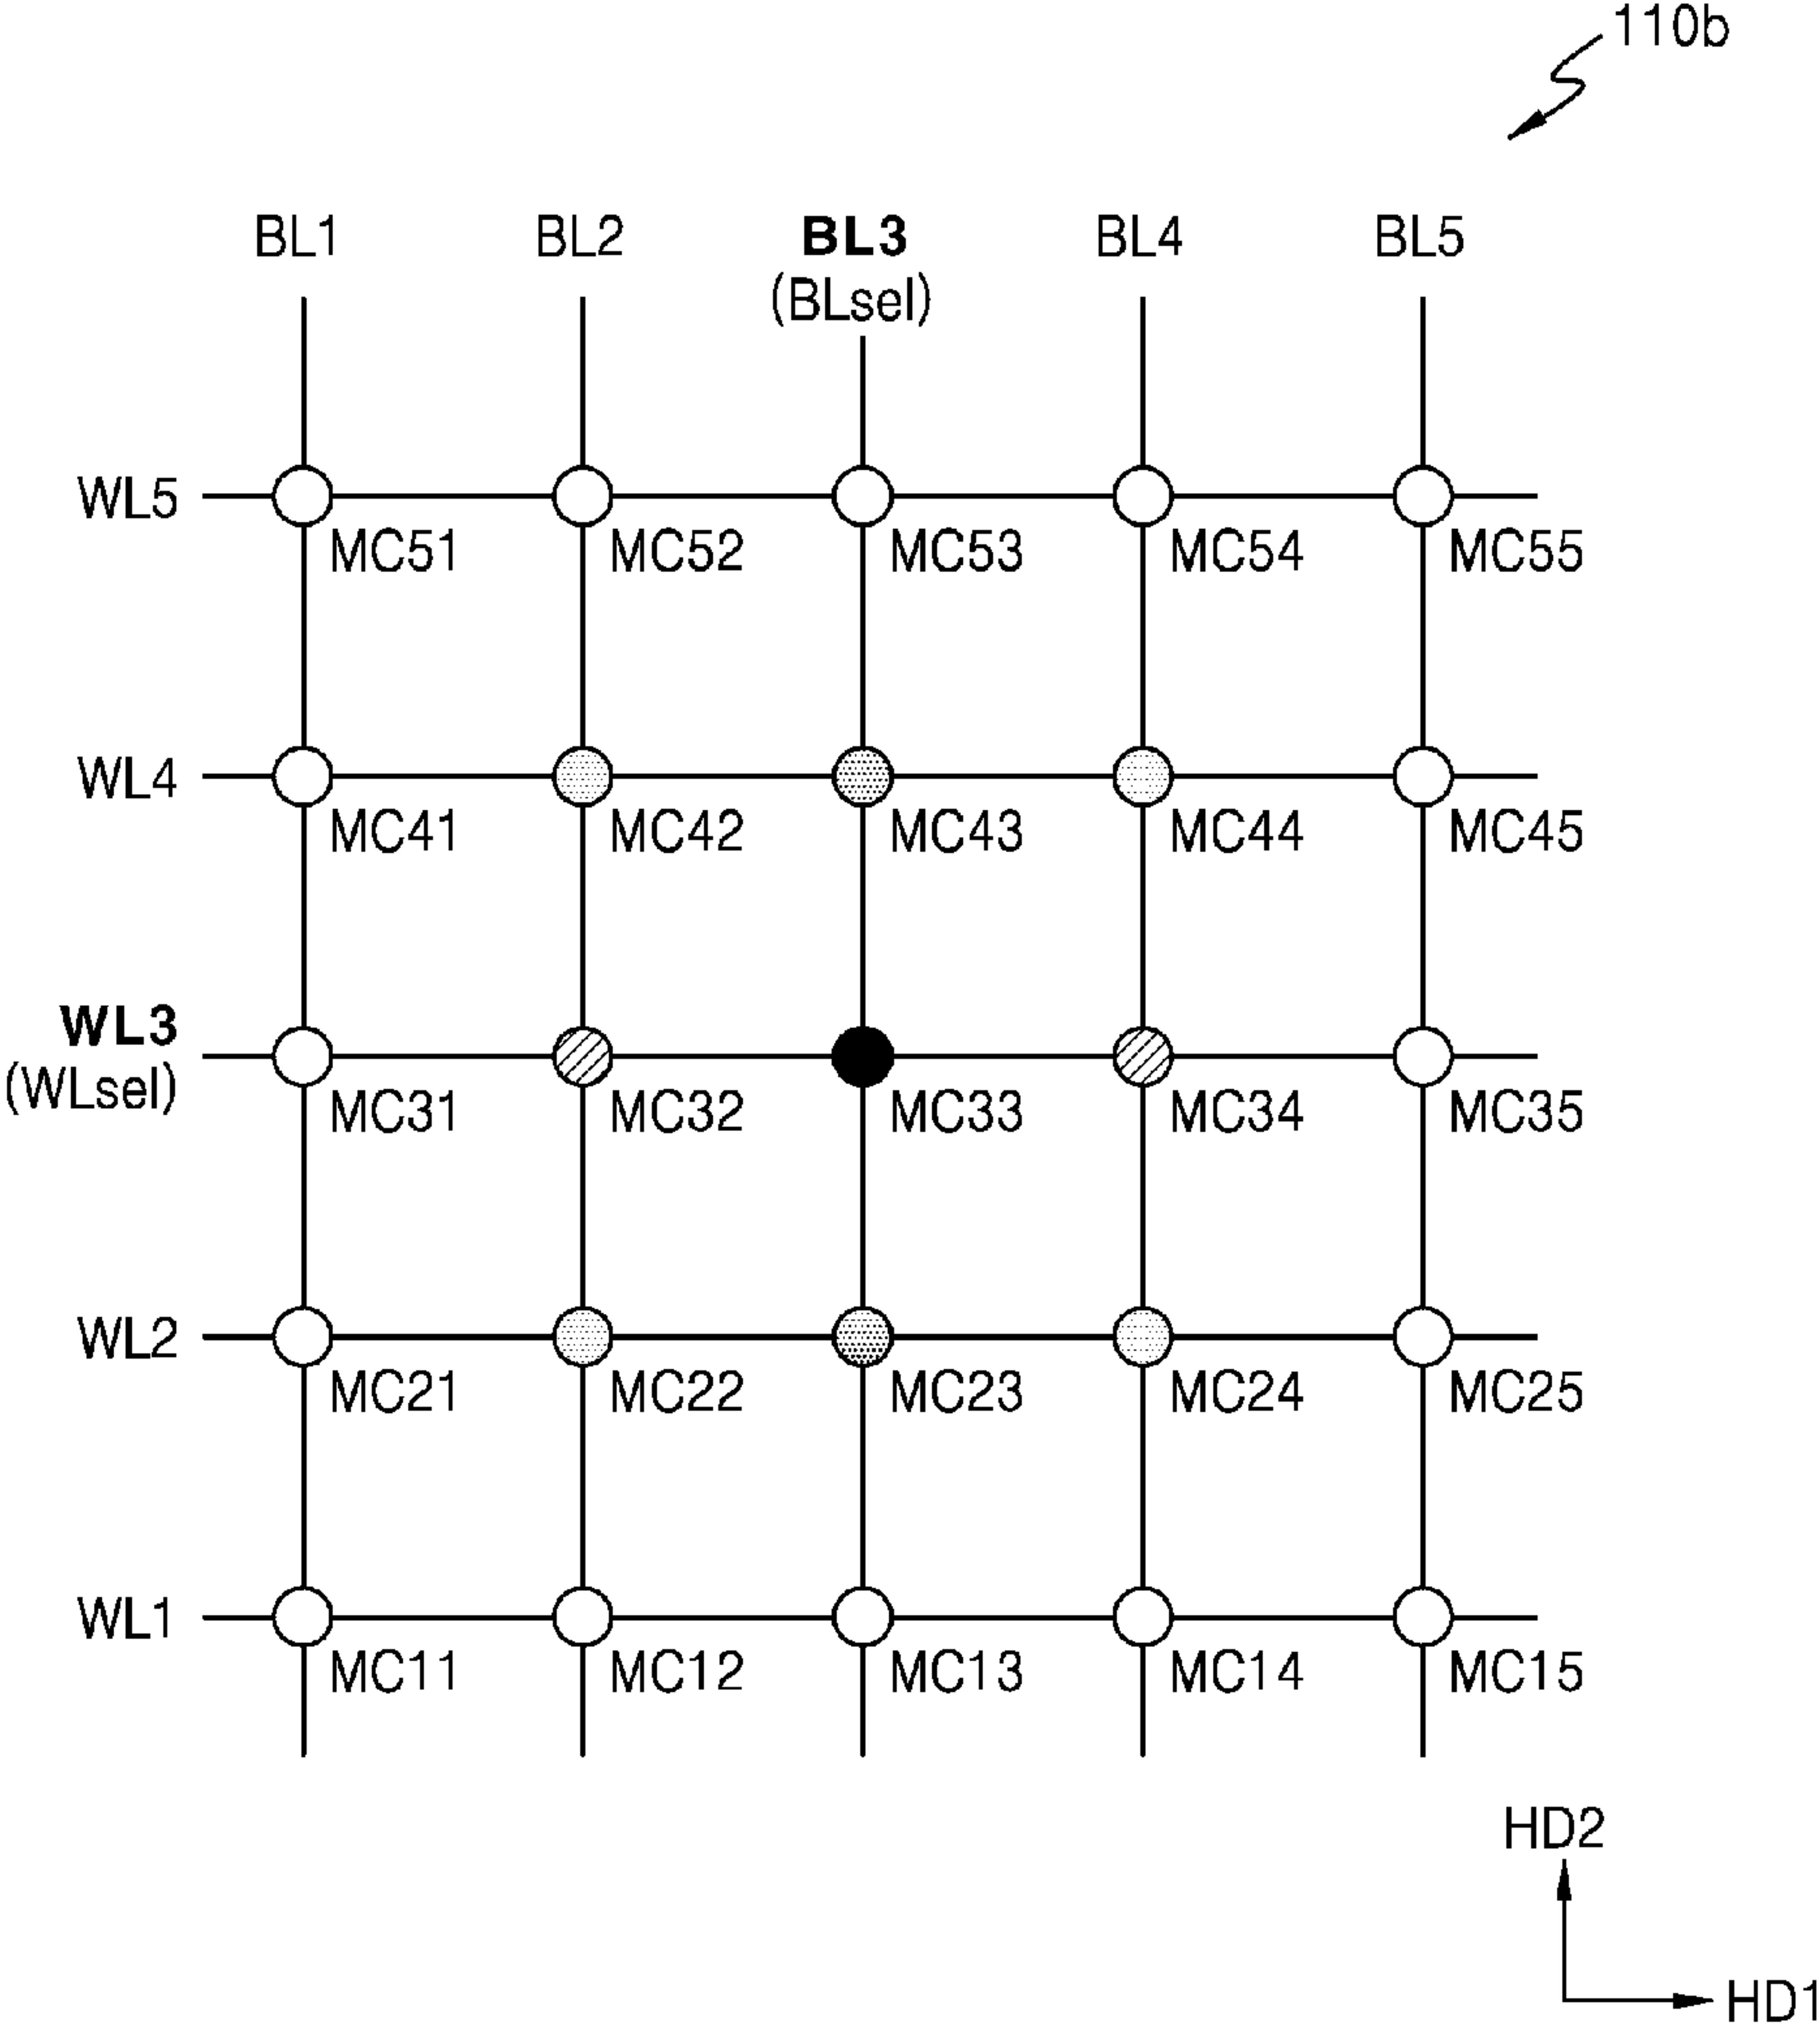 110b
BL1 BL2 BL3 BL4 BL5
(BLsel)
WL5
MC51 MC52 MC53 MC54 MC55
WL4
MC41 MC42 MC43 MC44 MC45
WL3
(WLsel)
MC31 MC32 MC33 MC34 MC35
WL2
MC21 MC22 MC23 MC24 MC25
WL1
MC11 MC12 MC13 MC14 MC15
HD2
HD1